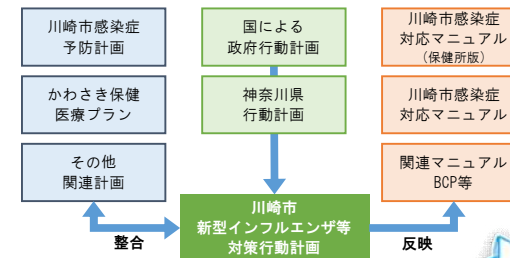 川崎市感染症
予防計画
かわさき保健
医療プラン
その他
関連計画
国による
政府行動計画
神奈川県
行動計画
川崎市感染症
対応マニュアル
(保健所版)
川崎市感染症
対応マニュアル
関連マニュアル
BCP等
整合
川崎市
新型インフルエンザ等
対策行動計画
反映